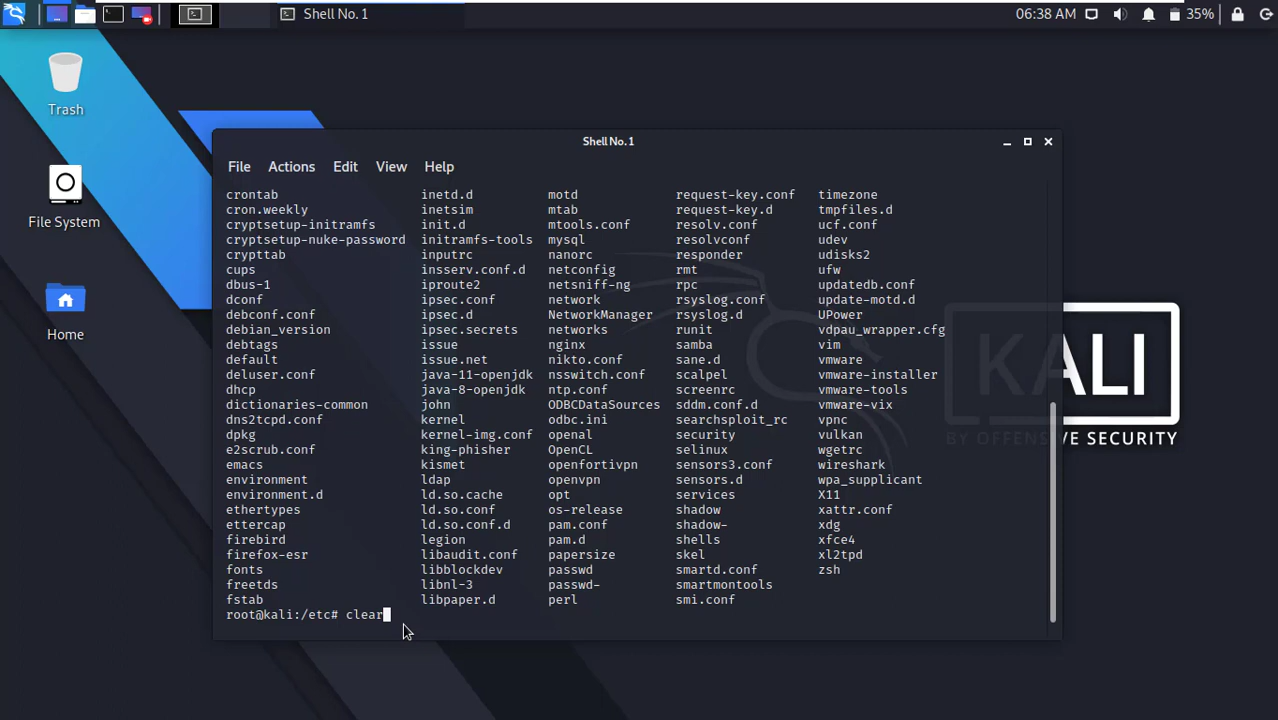 Shell No. 1
06:38 AM 35%
Trash
File System
Home
Shell No. 1
File Actions Edit View Help
crontab inetd.d motd request-key.conf timezone
cron.weekly inetsim mtab request-key.d tmpfiles.d
cryptsetup-initramfs init.d mtools.conf resolv.conf ucf.conf
cryptsetup-nuke-password initramfs-tools mysql resolvconf udev
crypttab inputrc nanorc responder udisks2
cups insserv.conf.d netconfig rmt ufw
dbus-1 iproute2 netsniff-ng rpc updatedb.conf
dconf ipsec.conf network rsyslog.conf update-motd.d
debconf.conf ipsec.d NetworkManager rsyslog.d UPower
debian_version ipsec.secrets networks runit vdpau_wrapper.cfg
debtags issue nginx samba vim
default issue.net nikto.conf sane.d vmware
deluser.conf java-11-openjdk nsswitch.conf scalpel vmware-installer
dhcp java-8-openjdk ntp.conf screenrc vmware-tools
dictionaries-common john ODBCDataSources sddm.conf.d vmware-vix
dns2tcpd.conf kernel odbc.ini searchsploit_rc vpnc
dpkg kernel-img.conf openal security vulkan
e2scrub.conf king-phisher OpenCL selinux wgetrc
emacs kismet openfortivpn sensors3.conf wireshark
environment ldap openvpn sensors.d wpa_supplicant
environment.d ld.so.cache opt services X11
ethertypes ld.so.conf os-release shadow xattr.conf
ettercap ld.so.conf.d pam.conf shadow- xdg
firebird legion pam.d shells xfce4
firefox-esr libaudit.conf papersize skel xl2tpd
fonts libblockdev passwd smartd.conf zsh
freetds libnl-3 passwd- smartmontools
fstab libpaper.d perl smi.conf
root@kali:/etc# clear
KALI
BY OFFENSIVE SECURITY